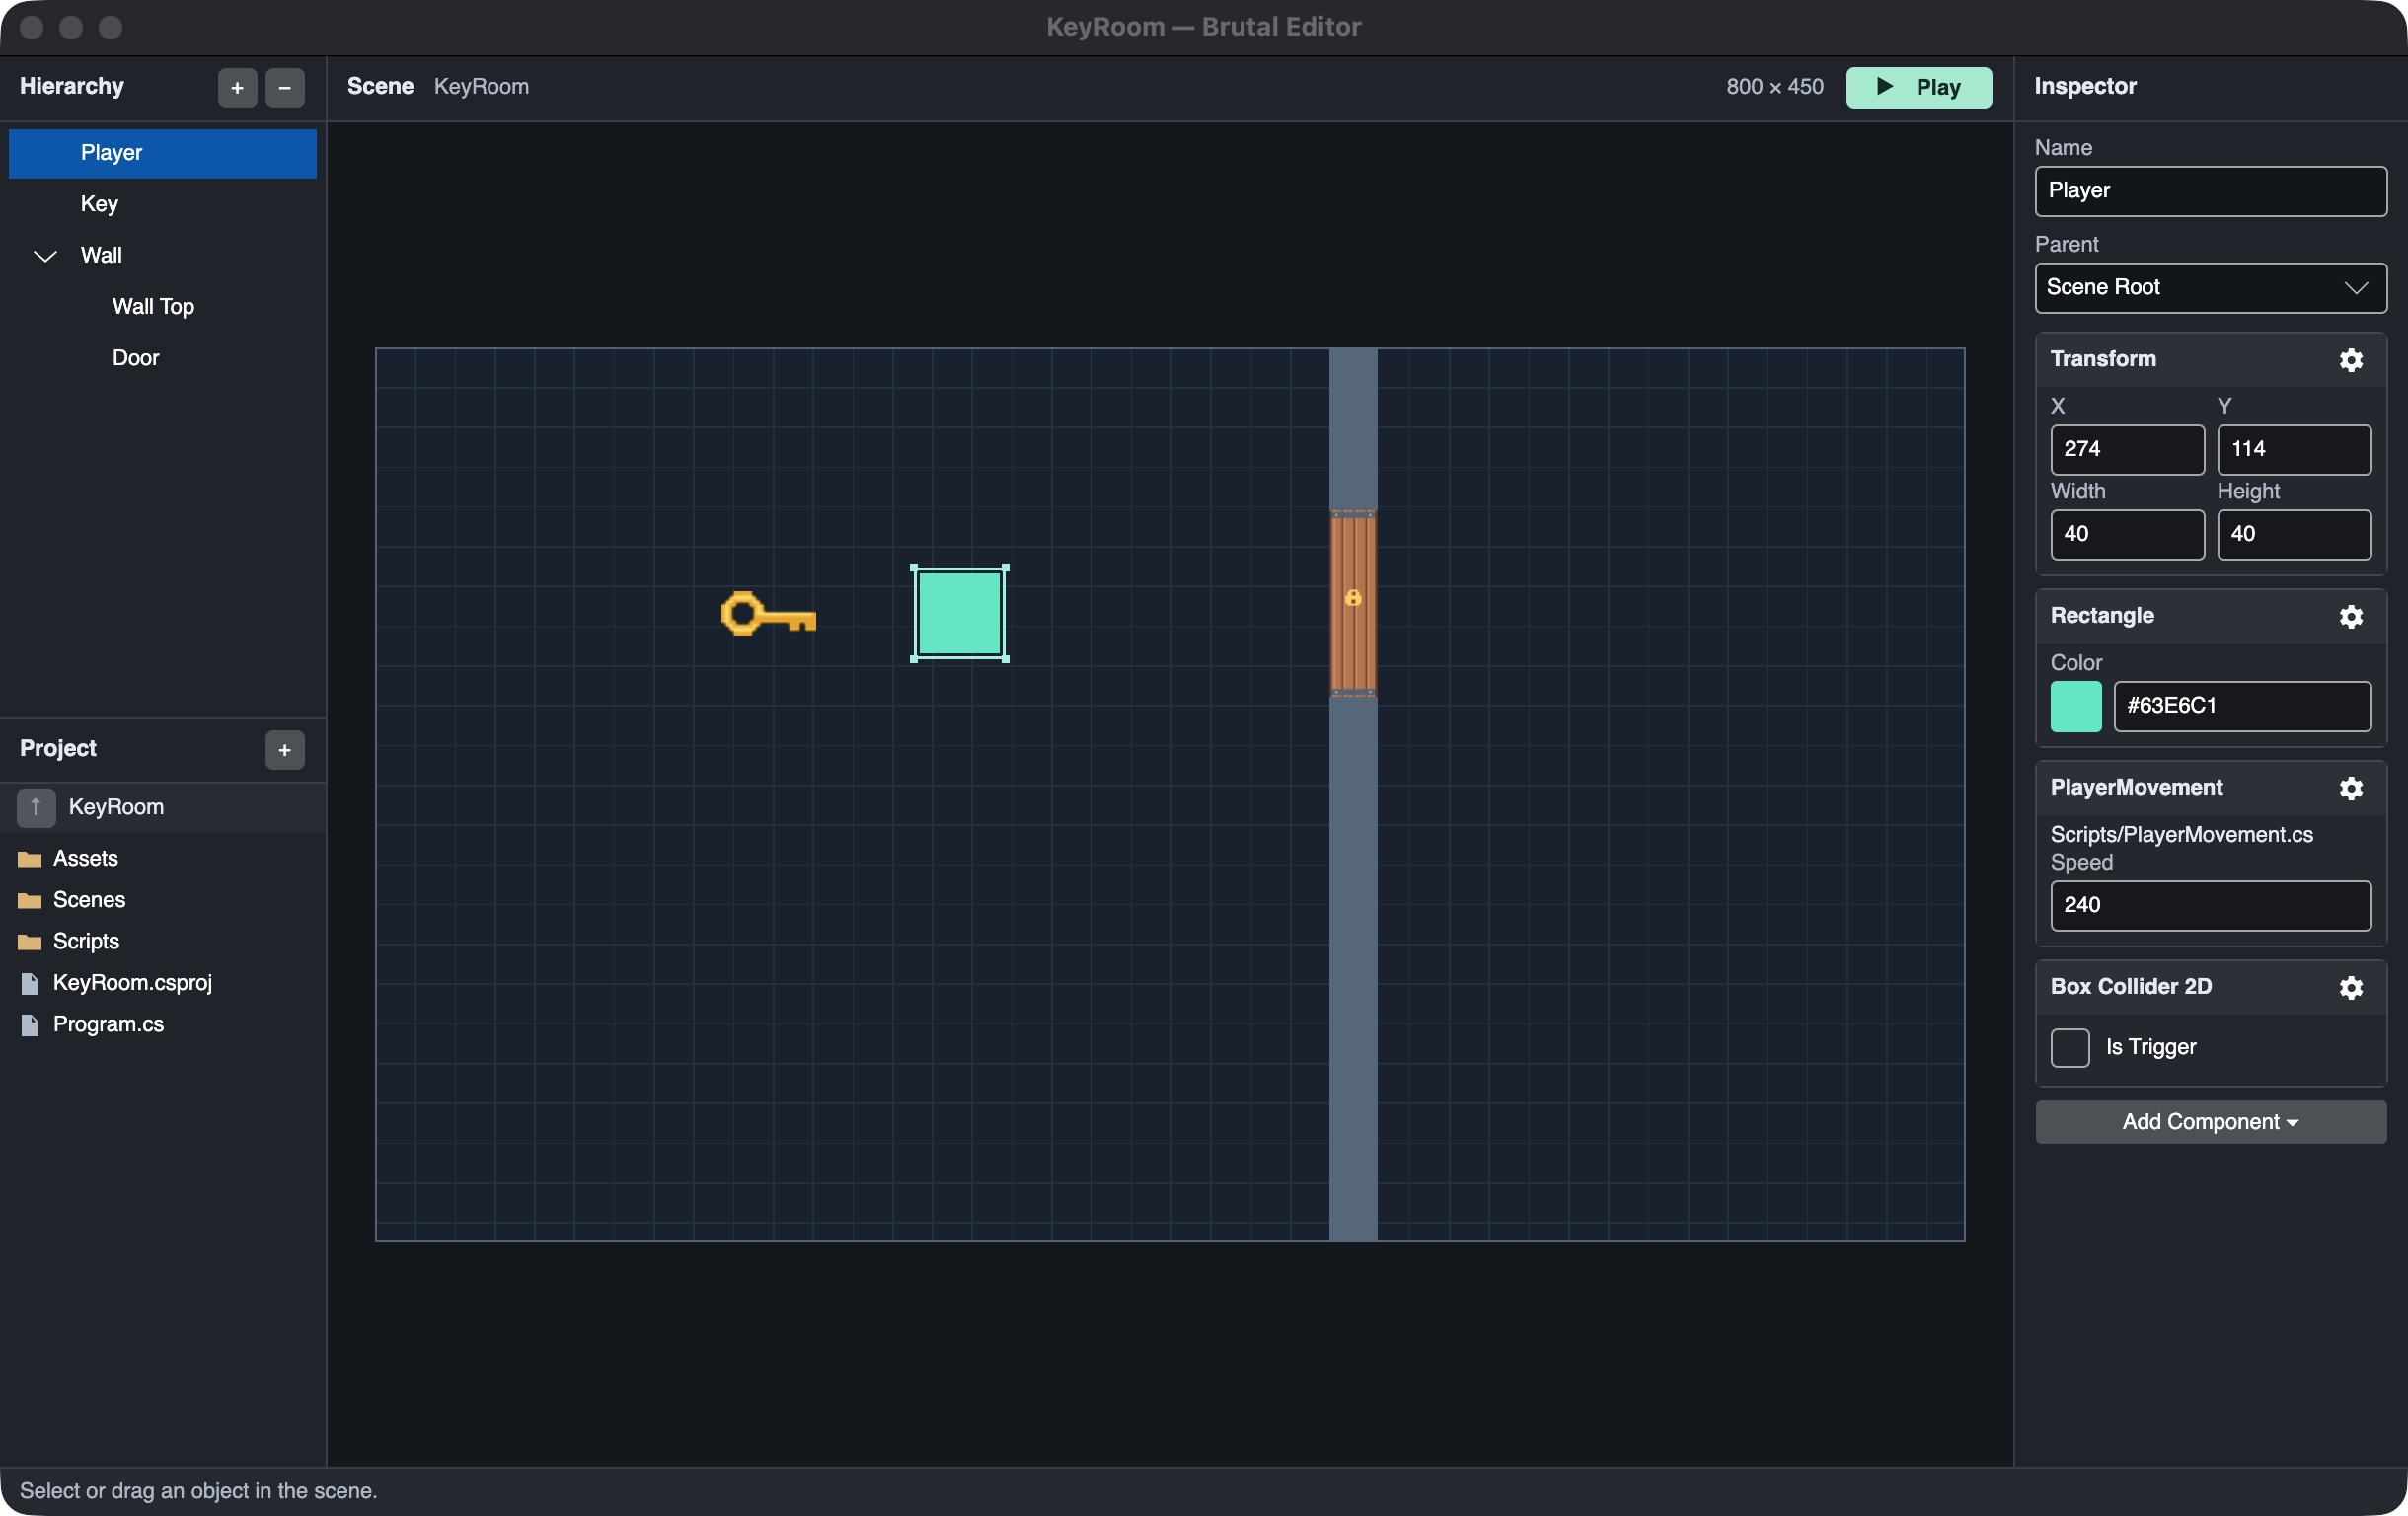 KeyRoom — Brutal Editor
Hierarchy + −
Player
Key
Wall
Wall Top
Door
Project +
↑ KeyRoom
Assets
Scenes
Scripts
KeyRoom.csproj
Program.cs
Scene KeyRoom 800 × 450 Play
Inspector
Name
Player
Parent
Scene Root
Transform
X Y
274 114
Width Height
40 40
Rectangle
Color
#63E6C1
PlayerMovement
Scripts/PlayerMovement.cs
Speed
240
Box Collider 2D
Is Trigger
Add Component
Select or drag an object in the scene.